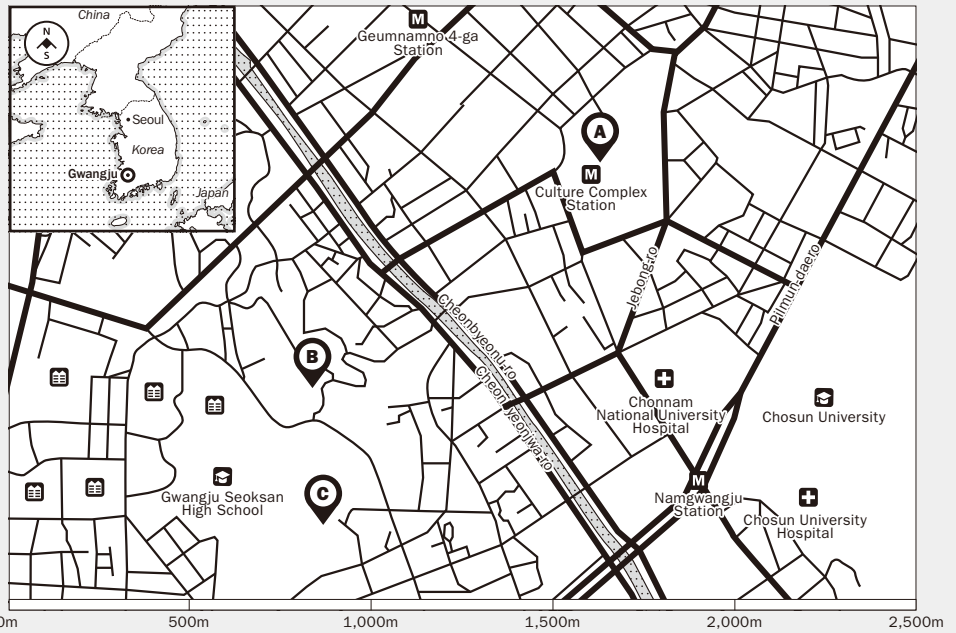 China
N
S
Seoul
Korea
Gwangju
Japan
M
Geumnamno 4-ga
Station
A
M
Culture Complex
Station
Jebong-ro
Pilmun-daero
Cheonbyeonu-ro
Cheonbyeonjwa-ro
B
Chonnam
National University
Hospital
Chosun University
C
Gwangju Seoksan
High School
M
Namgwangju
Station
Chosun University
Hospital
0m
500m
1,000m
1,500m
2,000m
2,500m